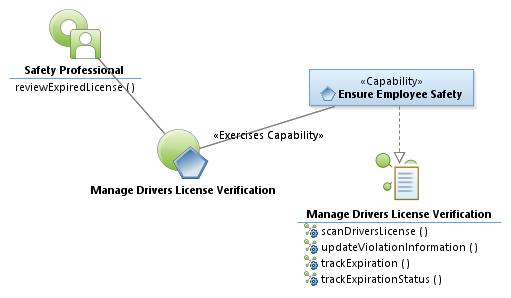 Safety Professional
reviewExpiredLicense ( )
«Capability»
Ensure Employee Safety
«Exercises Capability»
Manage Drivers License Verification
Manage Drivers License Verification
scanDriversLicense ( )
updateViolationInformation ( )
trackExpiration ( )
trackExpirationStatus ( )